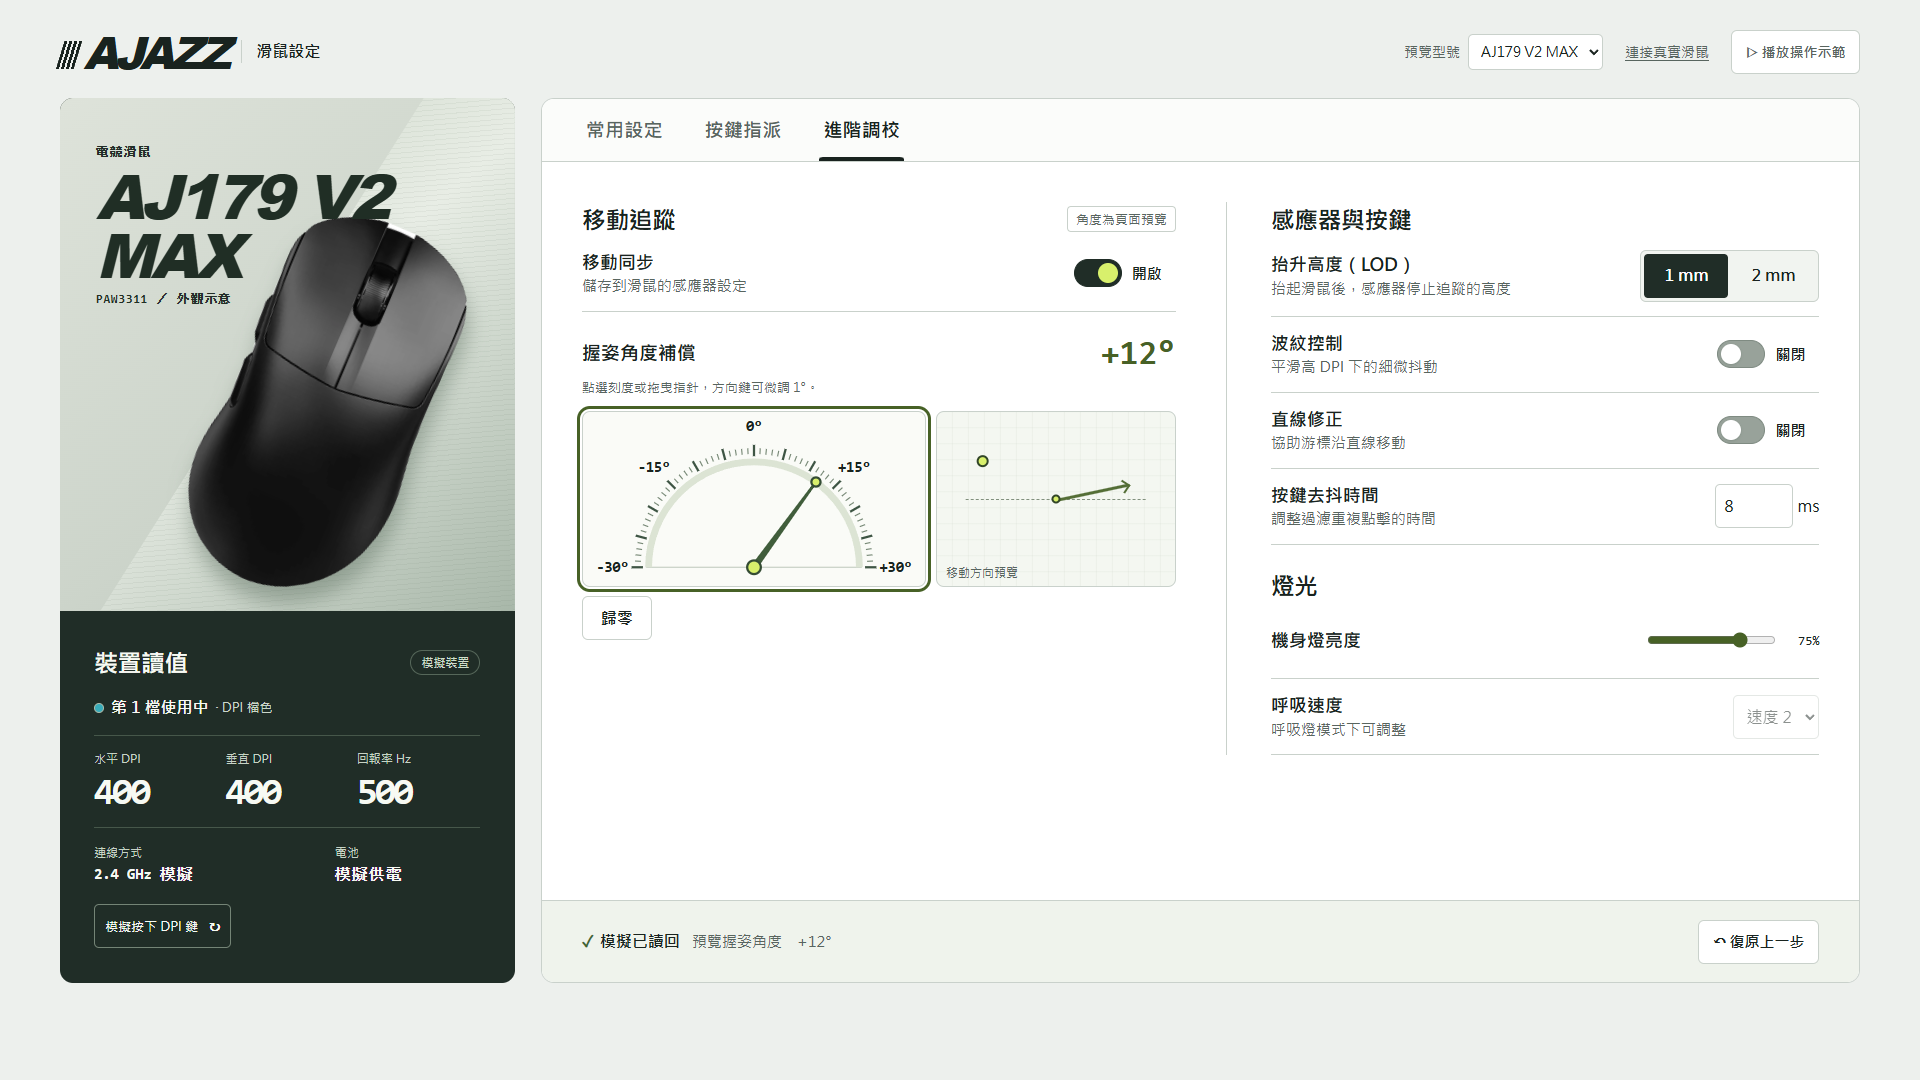 AJAZZ
滑鼠設定
預覽型號
AJ179 V2 MAX
連接真實滑鼠
播放操作示範
電競滑鼠
AJ179 V2
MAX
PAW3311 / 外觀示意
裝置讀值
模擬裝置
第 1 檔使用中 · DPI 檔色
水平 DPI
垂直 DPI
回報率 Hz
400
400
500
連線方式
電池
2.4 GHz 模擬
模擬供電
模擬按下 DPI 鍵 ↻
常用設定
按鍵指派
進階調校
移動追蹤
角度為頁面預覽
移動同步
儲存到滑鼠的感應器設定
開啟
握姿角度補償
+12°
點選刻度或拖曳指針，方向鍵可微調 1°。
0°
-15°
+15°
-30°
+30°
移動方向預覽
歸零
感應器與按鍵
抬升高度（LOD）
抬起滑鼠後，感應器停止追蹤的高度
1 mm
2 mm
波紋控制
平滑高 DPI 下的細微抖動
關閉
直線修正
協助游標沿直線移動
關閉
按鍵去抖時間
調整過濾重複點擊的時間
8
ms
燈光
機身燈亮度
75%
呼吸速度
呼吸燈模式下可調整
速度 2
✓ 模擬已讀回 預覽握姿角度 +12°
↶ 復原上一步